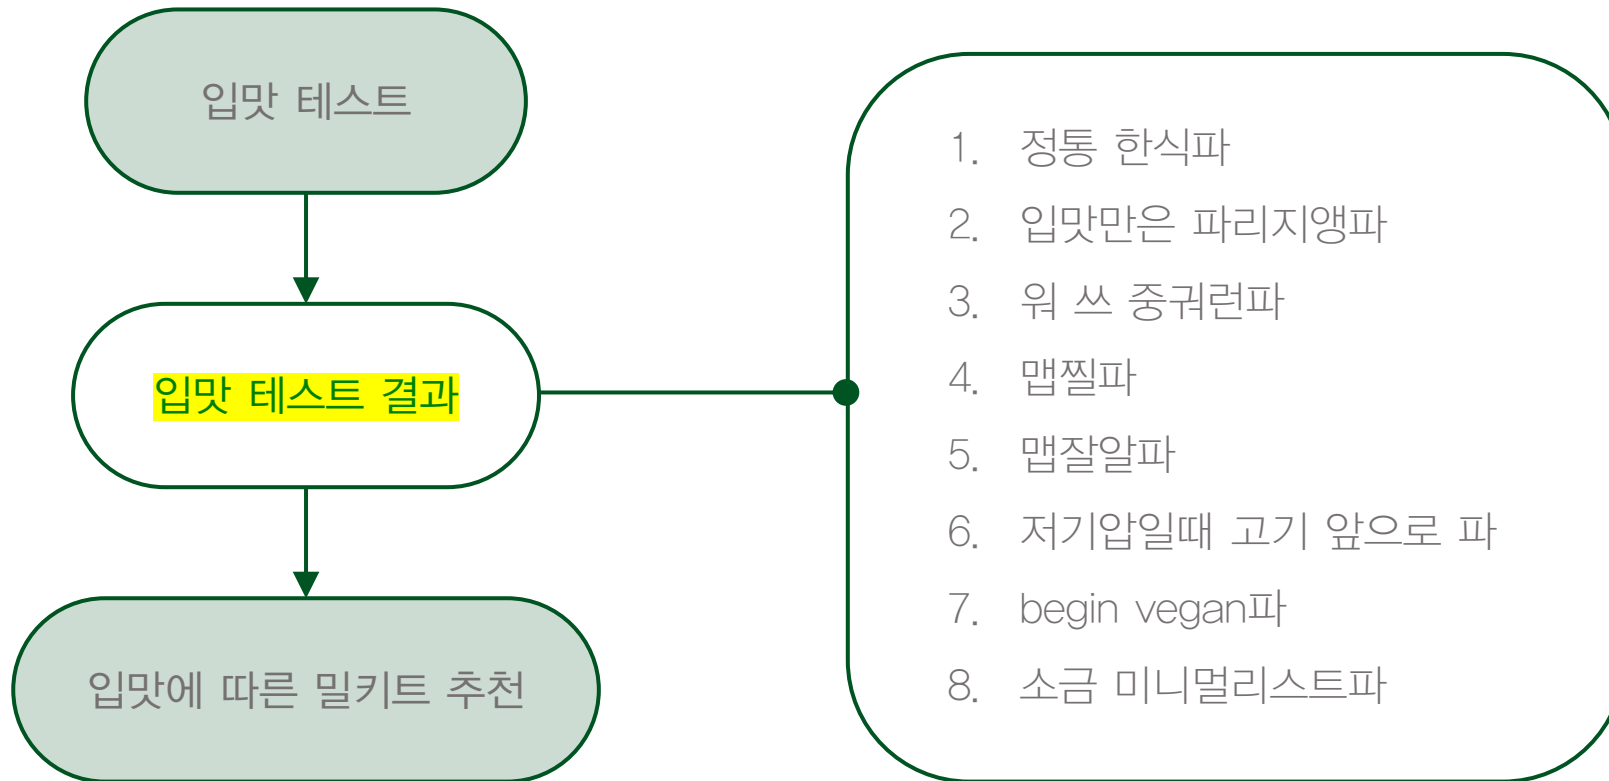 입맛 테스트
입맛 테스트 결과
입맛에 따른 밀키트 추천
1. 정통 한식파
2. 입맛만은 파리지앵파
3. 워 쓰 중궈런파
4. 맵찔파
5. 맵잘알파
6. 저기압일때 고기 앞으로 파
7. begin vegan파
8. 소금 미니멀리스트파